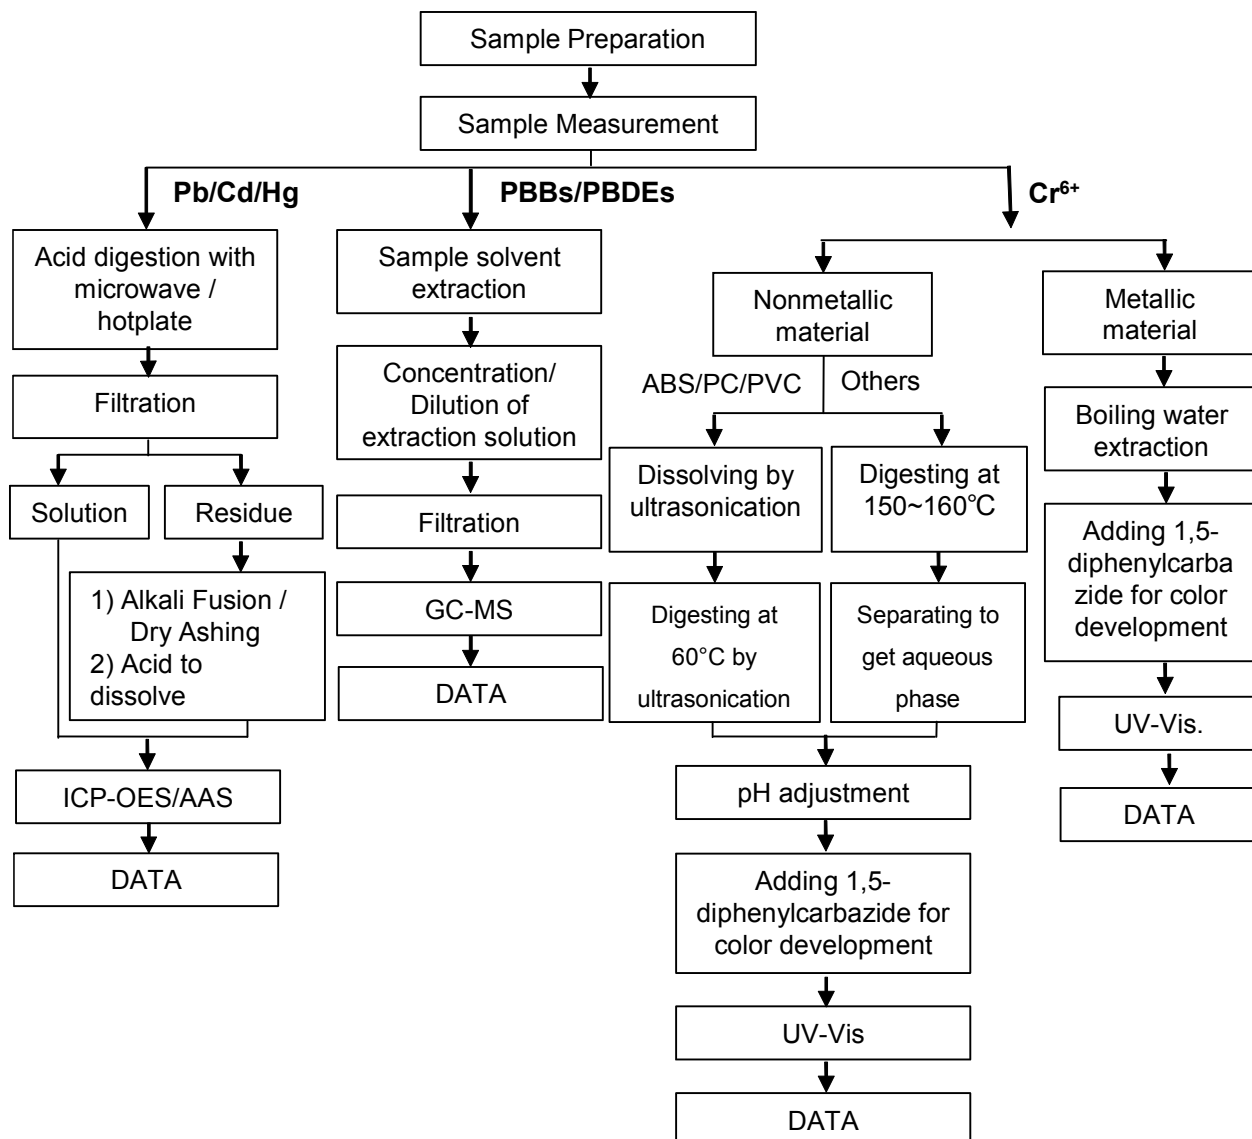 Sample Preparation
Sample Measurement
Pb/Cd/Hg
PBBs/PBDEs
Cr⁶⁺
Acid digestion with
microwave /
hotplate
Filtration
Solution
Residue
1) Alkali Fusion /
Dry Ashing
2) Acid to
dissolve
ICP-OES/AAS
DATA
Sample solvent
extraction
Concentration/
Dilution of
extraction solution
Filtration
GC-MS
DATA
Nonmetallic
material
ABS/PC/PVC
Others
Dissolving by
ultrasonication
Digesting at
60°C by
ultrasonication
Digesting at
150~160℃
Separating to
get aqueous
phase
pH adjustment
Adding 1,5-
diphenylcarbazide for
color development
UV-Vis
DATA
Metallic
material
Boiling water
extraction
Adding 1,5-
diphenylcarba
zide for color
development
UV-Vis.
DATA